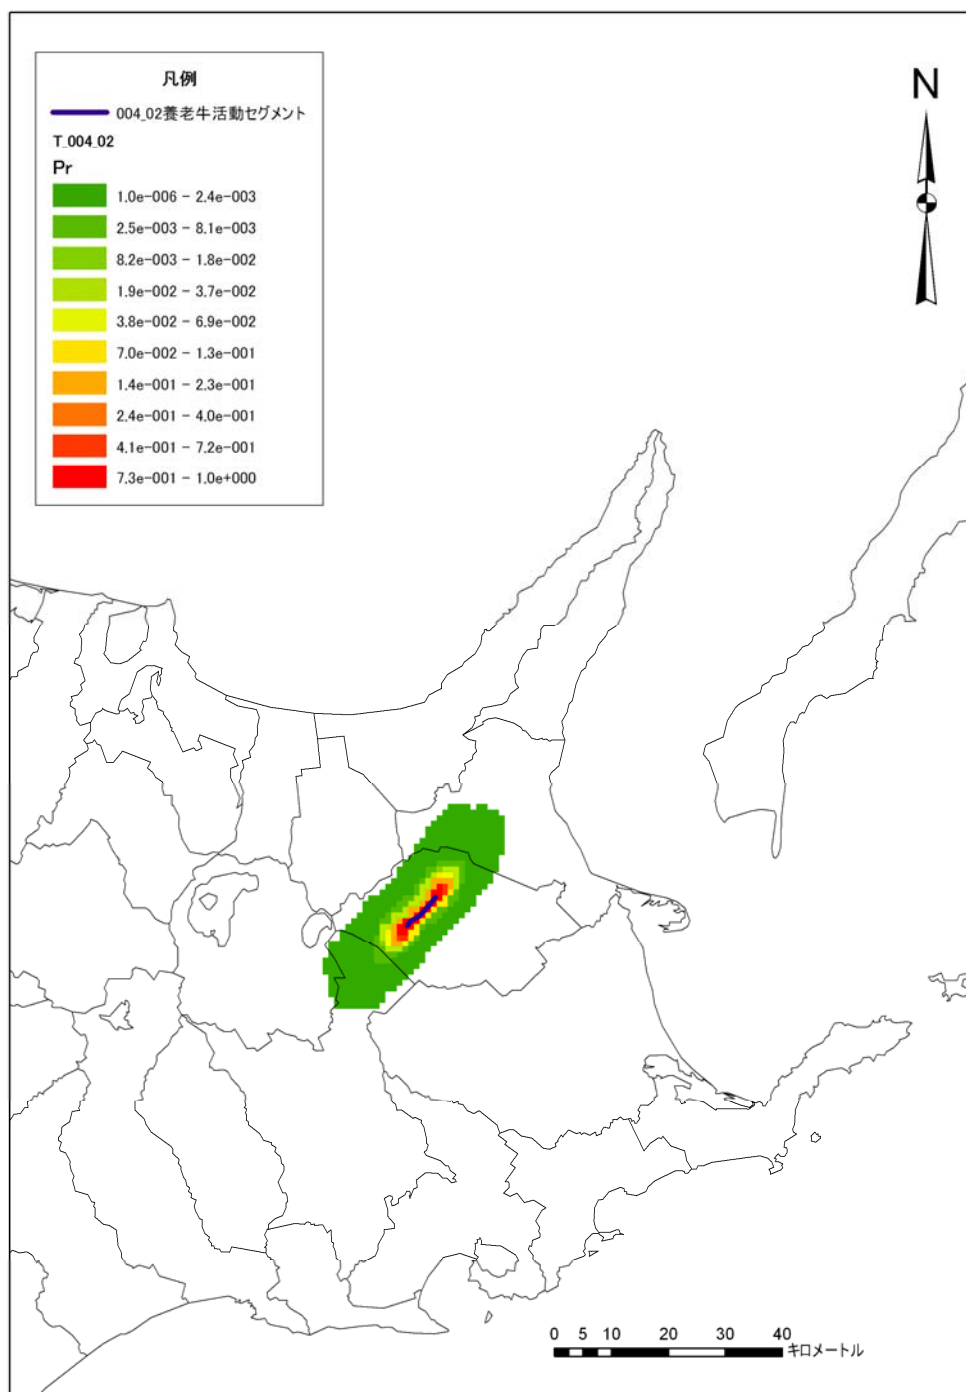 凡例
004_02養老牛活動セグメント
T_004_02
Pr
1.0e-006 - 2.4e-003
2.5e-003 - 8.1e-003
8.2e-003 - 1.8e-002
1.9e-002 - 3.7e-002
3.8e-002 - 6.9e-002
7.0e-002 - 1.3e-001
1.4e-001 - 2.3e-001
2.4e-001 - 4.0e-001
4.1e-001 - 7.2e-001
7.3e-001 - 1.0e+000
N
0 5 10 20 30 40
キロメートル